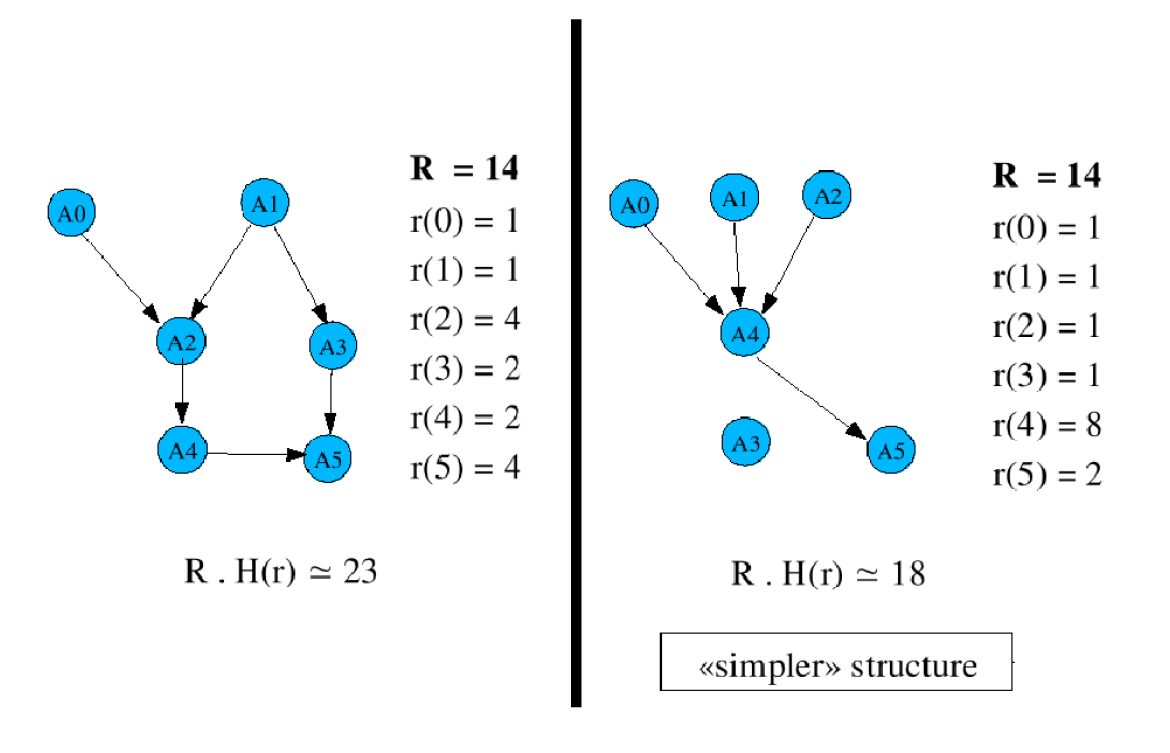 A0
A1
A2
A3
A4
A5
R = 14
r(0) = 1
r(1) = 1
r(2) = 4
r(3) = 2
r(4) = 2
r(5) = 4
R . H(r) ≃ 23
A0
A1
A2
A4
A3
A5
R = 14
r(0) = 1
r(1) = 1
r(2) = 1
r(3) = 1
r(4) = 8
r(5) = 2
R . H(r) ≃ 18
«simpler» structure